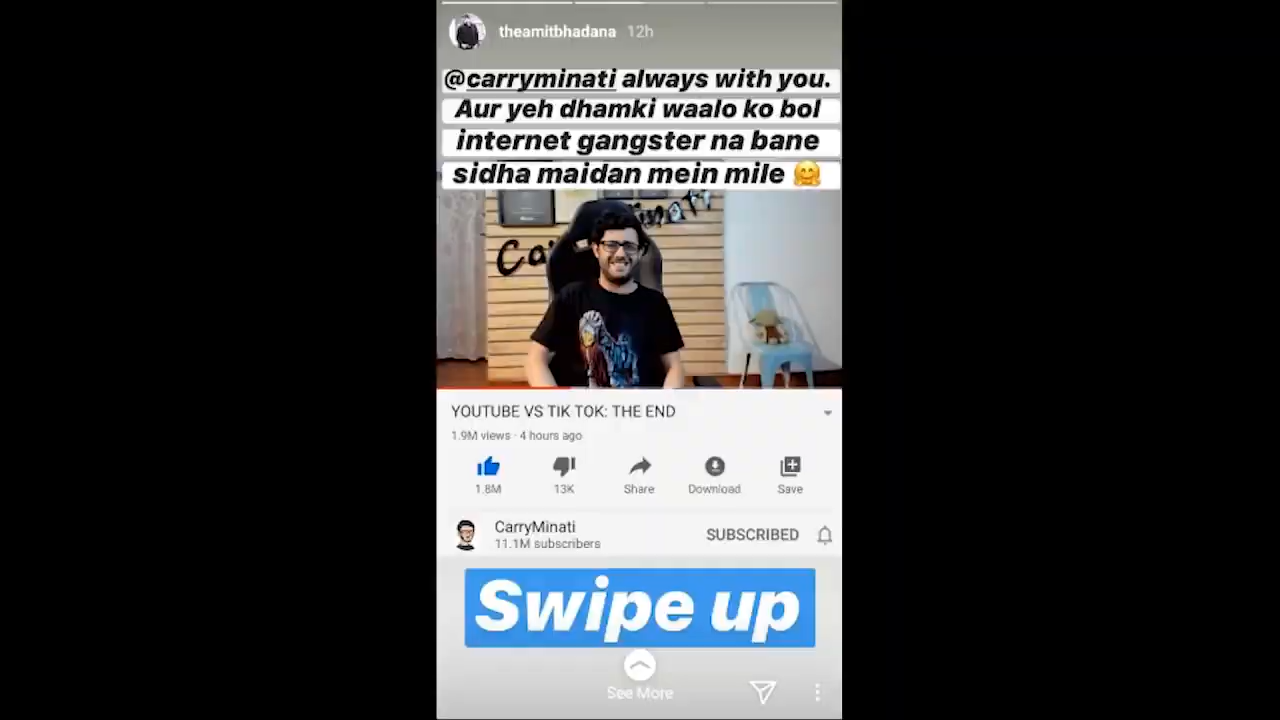 theamitbhadana 12h
@carryminati always with you.
Aur yeh dhamki waalo ko bol
internet gangster na bane
sidha maidan mein mile 🤗
YOUTUBE VS TIK TOK: THE END
1.9M views · 4 hours ago
1.8M 13K Share Download Save
CarryMinati
SUBSCRIBED
11.1M subscribers
Swipe up
See More